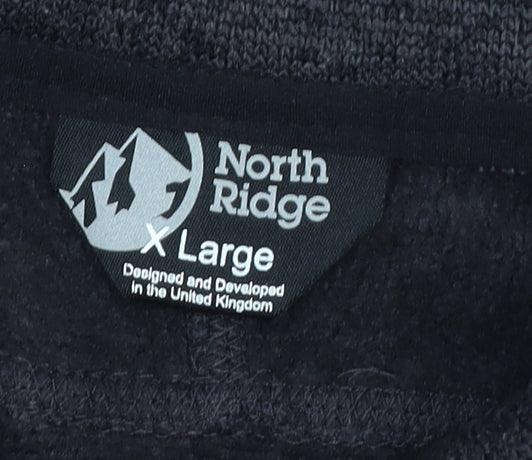 North
Ridge
X Large
Designed and Developed
in the United Kingdom